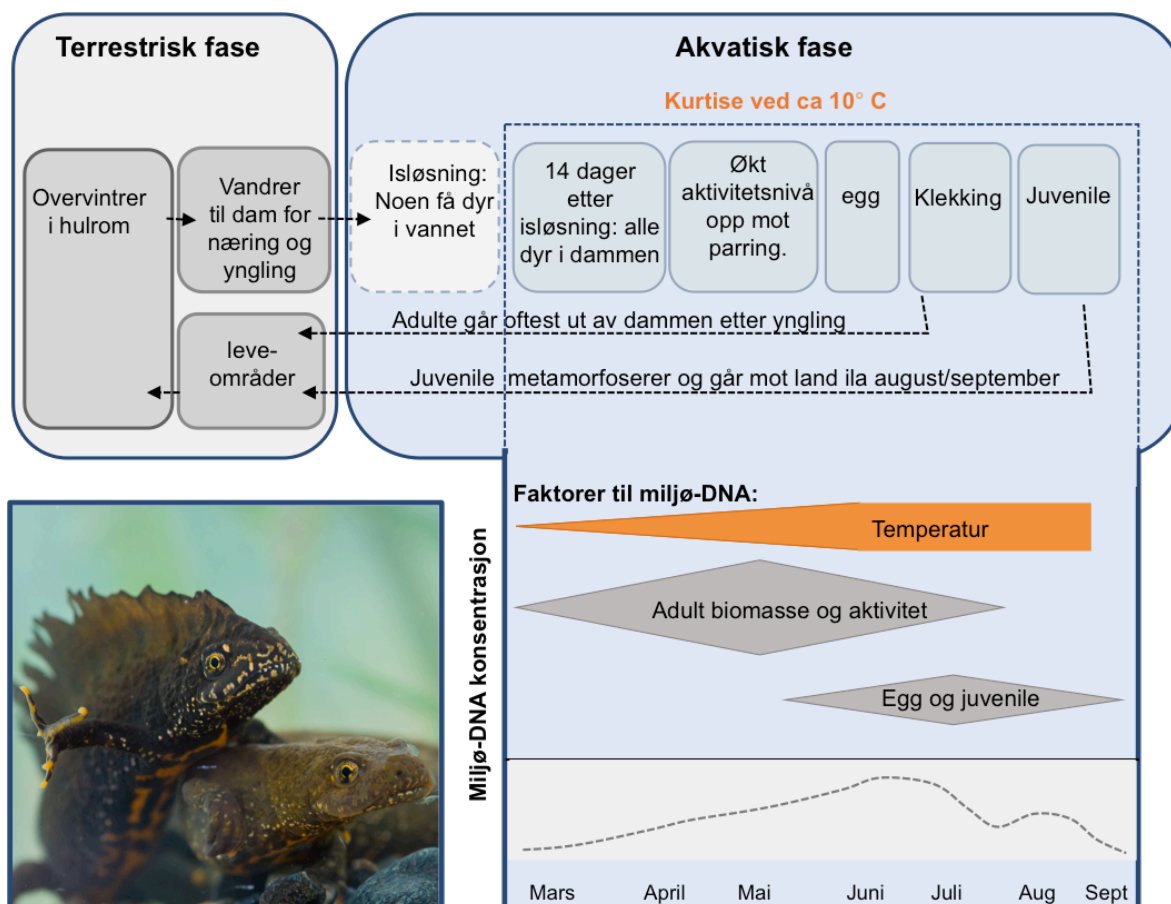 Terrestrisk fase
Akvatisk fase
Kurtise ved ca 10° C
Overvintrer
i hulrom
Vandrer
til dam for
næring og
yngling
Isløsning:
Noen få dyr
i vannet
14 dager
etter
isløsning: alle
dyr i dammen
Økt
aktivitetsnivå
opp mot
parring.
egg
Klekking
Juvenile
Adulte går oftest ut av dammen etter yngling
leve-
områder
Juvenile metamorfoserer og går mot land ila august/september
Faktorer til miljø-DNA:
Temperatur
Adult biomasse og aktivitet
Egg og juvenile
Miljø-DNA konsentrasjon
Mars April Mai Juni Juli Aug Sept